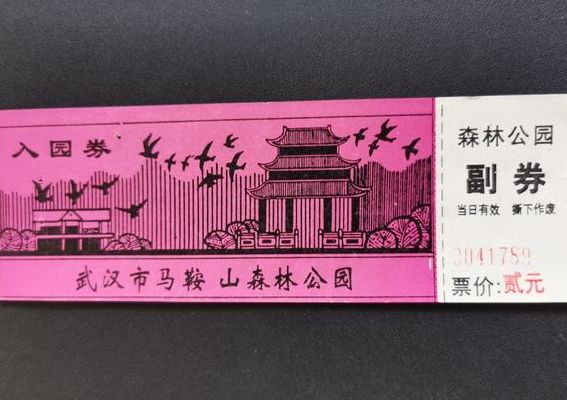 入园券
武汉市马鞍山森林公园
森林公园
副券
当日有效 撕下作废
0041789
票价:贰元